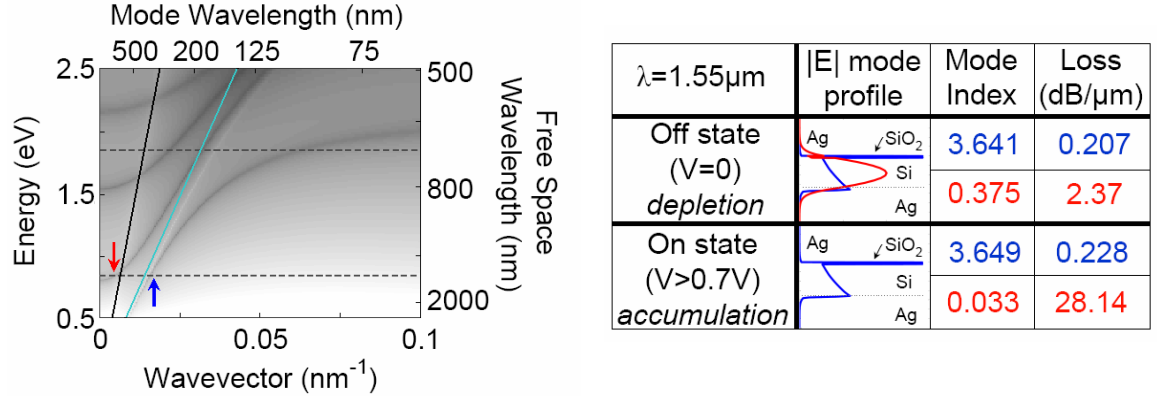 Mode Wavelength (nm)
500 200 125 75
2.5
1.5
0.5
Energy (eV)
500
800
2000
Free Space
Wavelength (nm)
0 0.05 0.1
Wavevector (nm⁻¹)
λ=1.55μm
|E| mode
profile
Mode
Index
Loss
(dB/μm)
Off state
(V=0)
depletion
Ag
SiO₂
Si
Ag
3.641
0.207
0.375
2.37
On state
(V>0.7V)
accumulation
Ag
SiO₂
Si
Ag
3.649
0.228
0.033
28.14